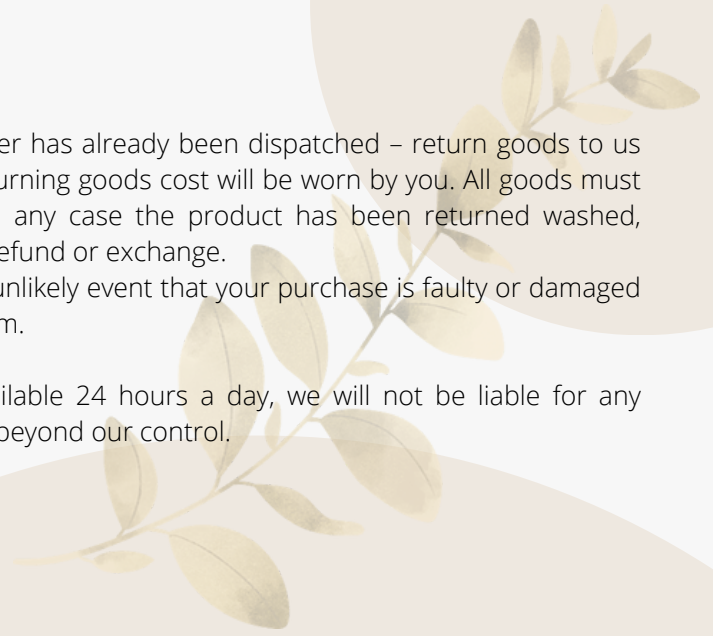 er has already been dispatched – return goods to us
urning goods cost will be worn by you. All goods must
any case the product has been returned washed,
efund or exchange.
unlikely event that your purchase is faulty or damaged
m.
ilable 24 hours a day, we will not be liable for any
beyond our control.